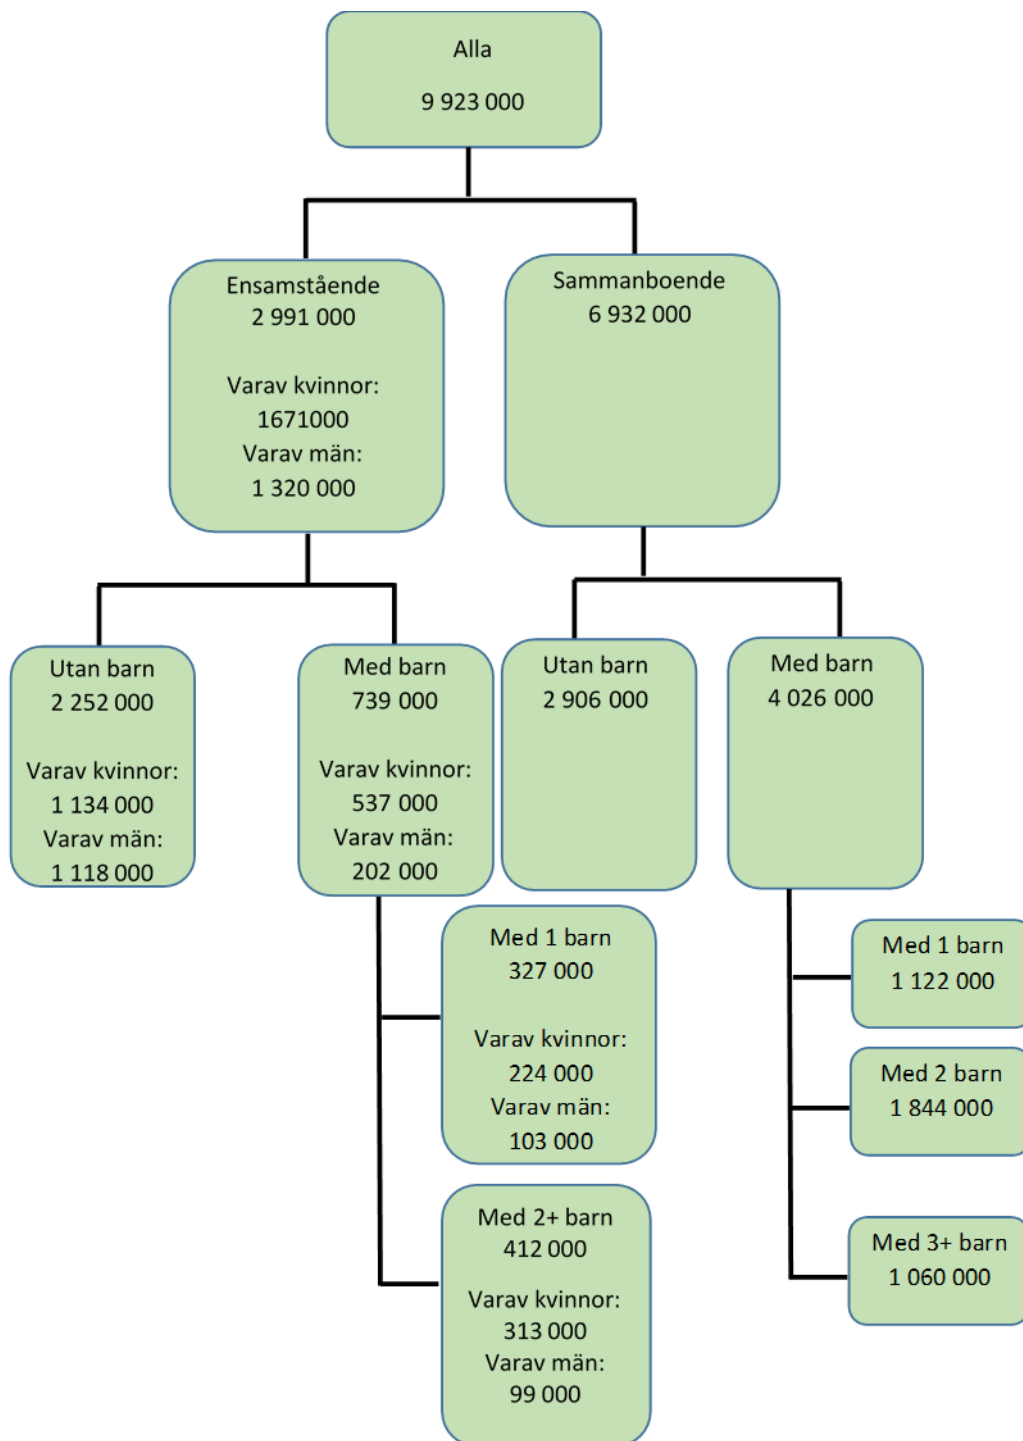 Alla
9 923 000
Ensamstående
2 991 000
Varav kvinnor:
1671000
Varav män:
1 320 000
Sammanboende
6 932 000
Utan barn
2 252 000
Varav kvinnor:
1 134 000
Varav män:
1 118 000
Med barn
739 000
Varav kvinnor:
537 000
Varav män:
202 000
Utan barn
2 906 000
Med barn
4 026 000
Med 1 barn
327 000
Varav kvinnor:
224 000
Varav män:
103 000
Med 2+ barn
412 000
Varav kvinnor:
313 000
Varav män:
99 000
Med 1 barn
1 122 000
Med 2 barn
1 844 000
Med 3+ barn
1 060 000